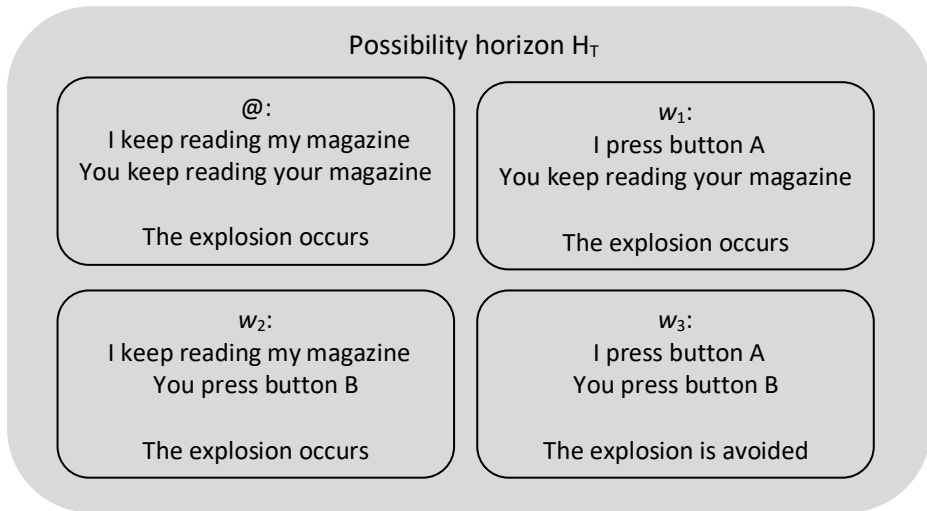 Possibility horizon H_T
@:
I keep reading my magazine
You keep reading your magazine
The explosion occurs
w₁:
I press button A
You keep reading your magazine
The explosion occurs
w₂:
I keep reading my magazine
You press button B
The explosion occurs
w₃:
I press button A
You press button B
The explosion is avoided